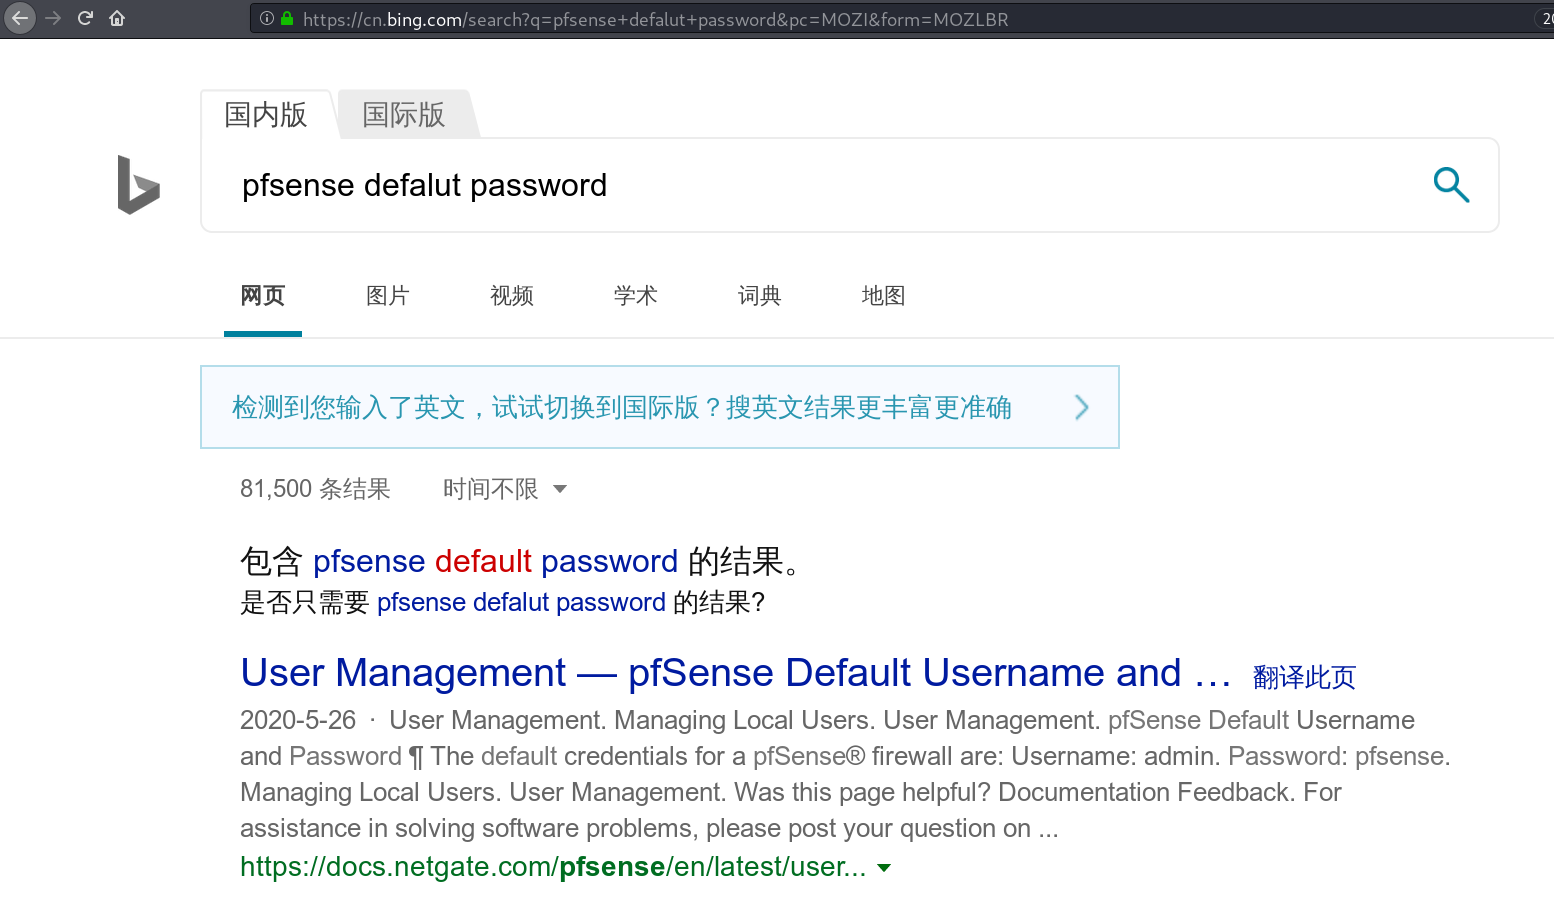 https://cn.bing.com/search?q=pfsense+defalut+password&pc=MOZI&form=MOZLBR
国内版 国际版
pfsense defalut password
网页 图片 视频 学术 词典 地图
检测到您输入了英文，试试切换到国际版？搜英文结果更丰富更准确
81,500 条结果 时间不限
包含 pfsense default password 的结果。
是否只需要 pfsense defalut password 的结果?
User Management — pfSense Default Username and … 翻译此页
2020-5-26 · User Management. Managing Local Users. User Management. pfSense Default Username
and Password ¶ The default credentials for a pfSense® firewall are: Username: admin. Password: pfsense.
Managing Local Users. User Management. Was this page helpful? Documentation Feedback. For
assistance in solving software problems, please post your question on ...
https://docs.netgate.com/pfsense/en/latest/user...